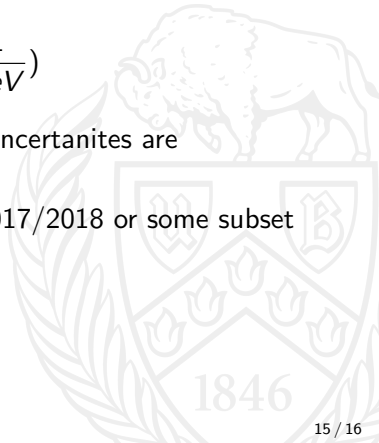 eV)
ncertanites are
017/2018 or some subset
U B
1846
15 / 16